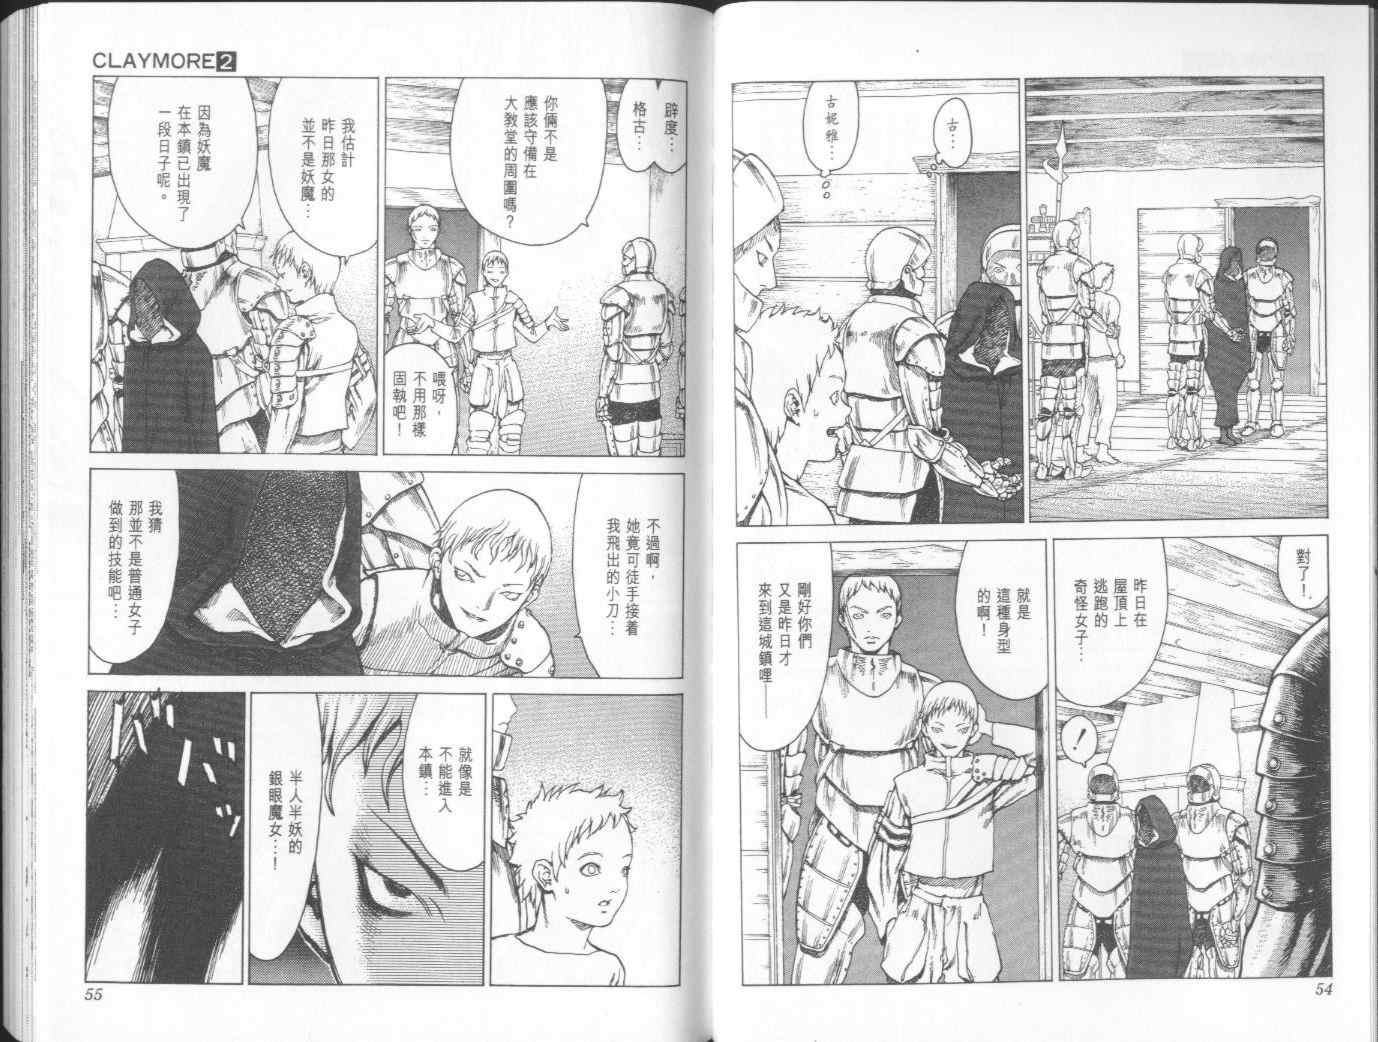 古…
古妮雅…
對了！
昨日在
屋頂上
逃跑的
奇怪女子…
！
就是
這種身型
的啊！
剛好你們
又是昨日才
來到這城鎮哩──
54
CLAYMORE2
辟度…
格古…
你倆不是
應該守備在
大教堂的周圍嗎？
喂呀，
不用那樣
固執吧！
我估計
昨日那女的
並不是妖魔…
因為妖魔
在本鎮已出現了
一段日子呢。
不過啊，
她竟可徒手接着
我飛出的小刀…
我猜
那並不是普通女子
做到的技能吧…
就像是
不能進入
本鎮…
半人半妖的
銀眼魔女…！
55